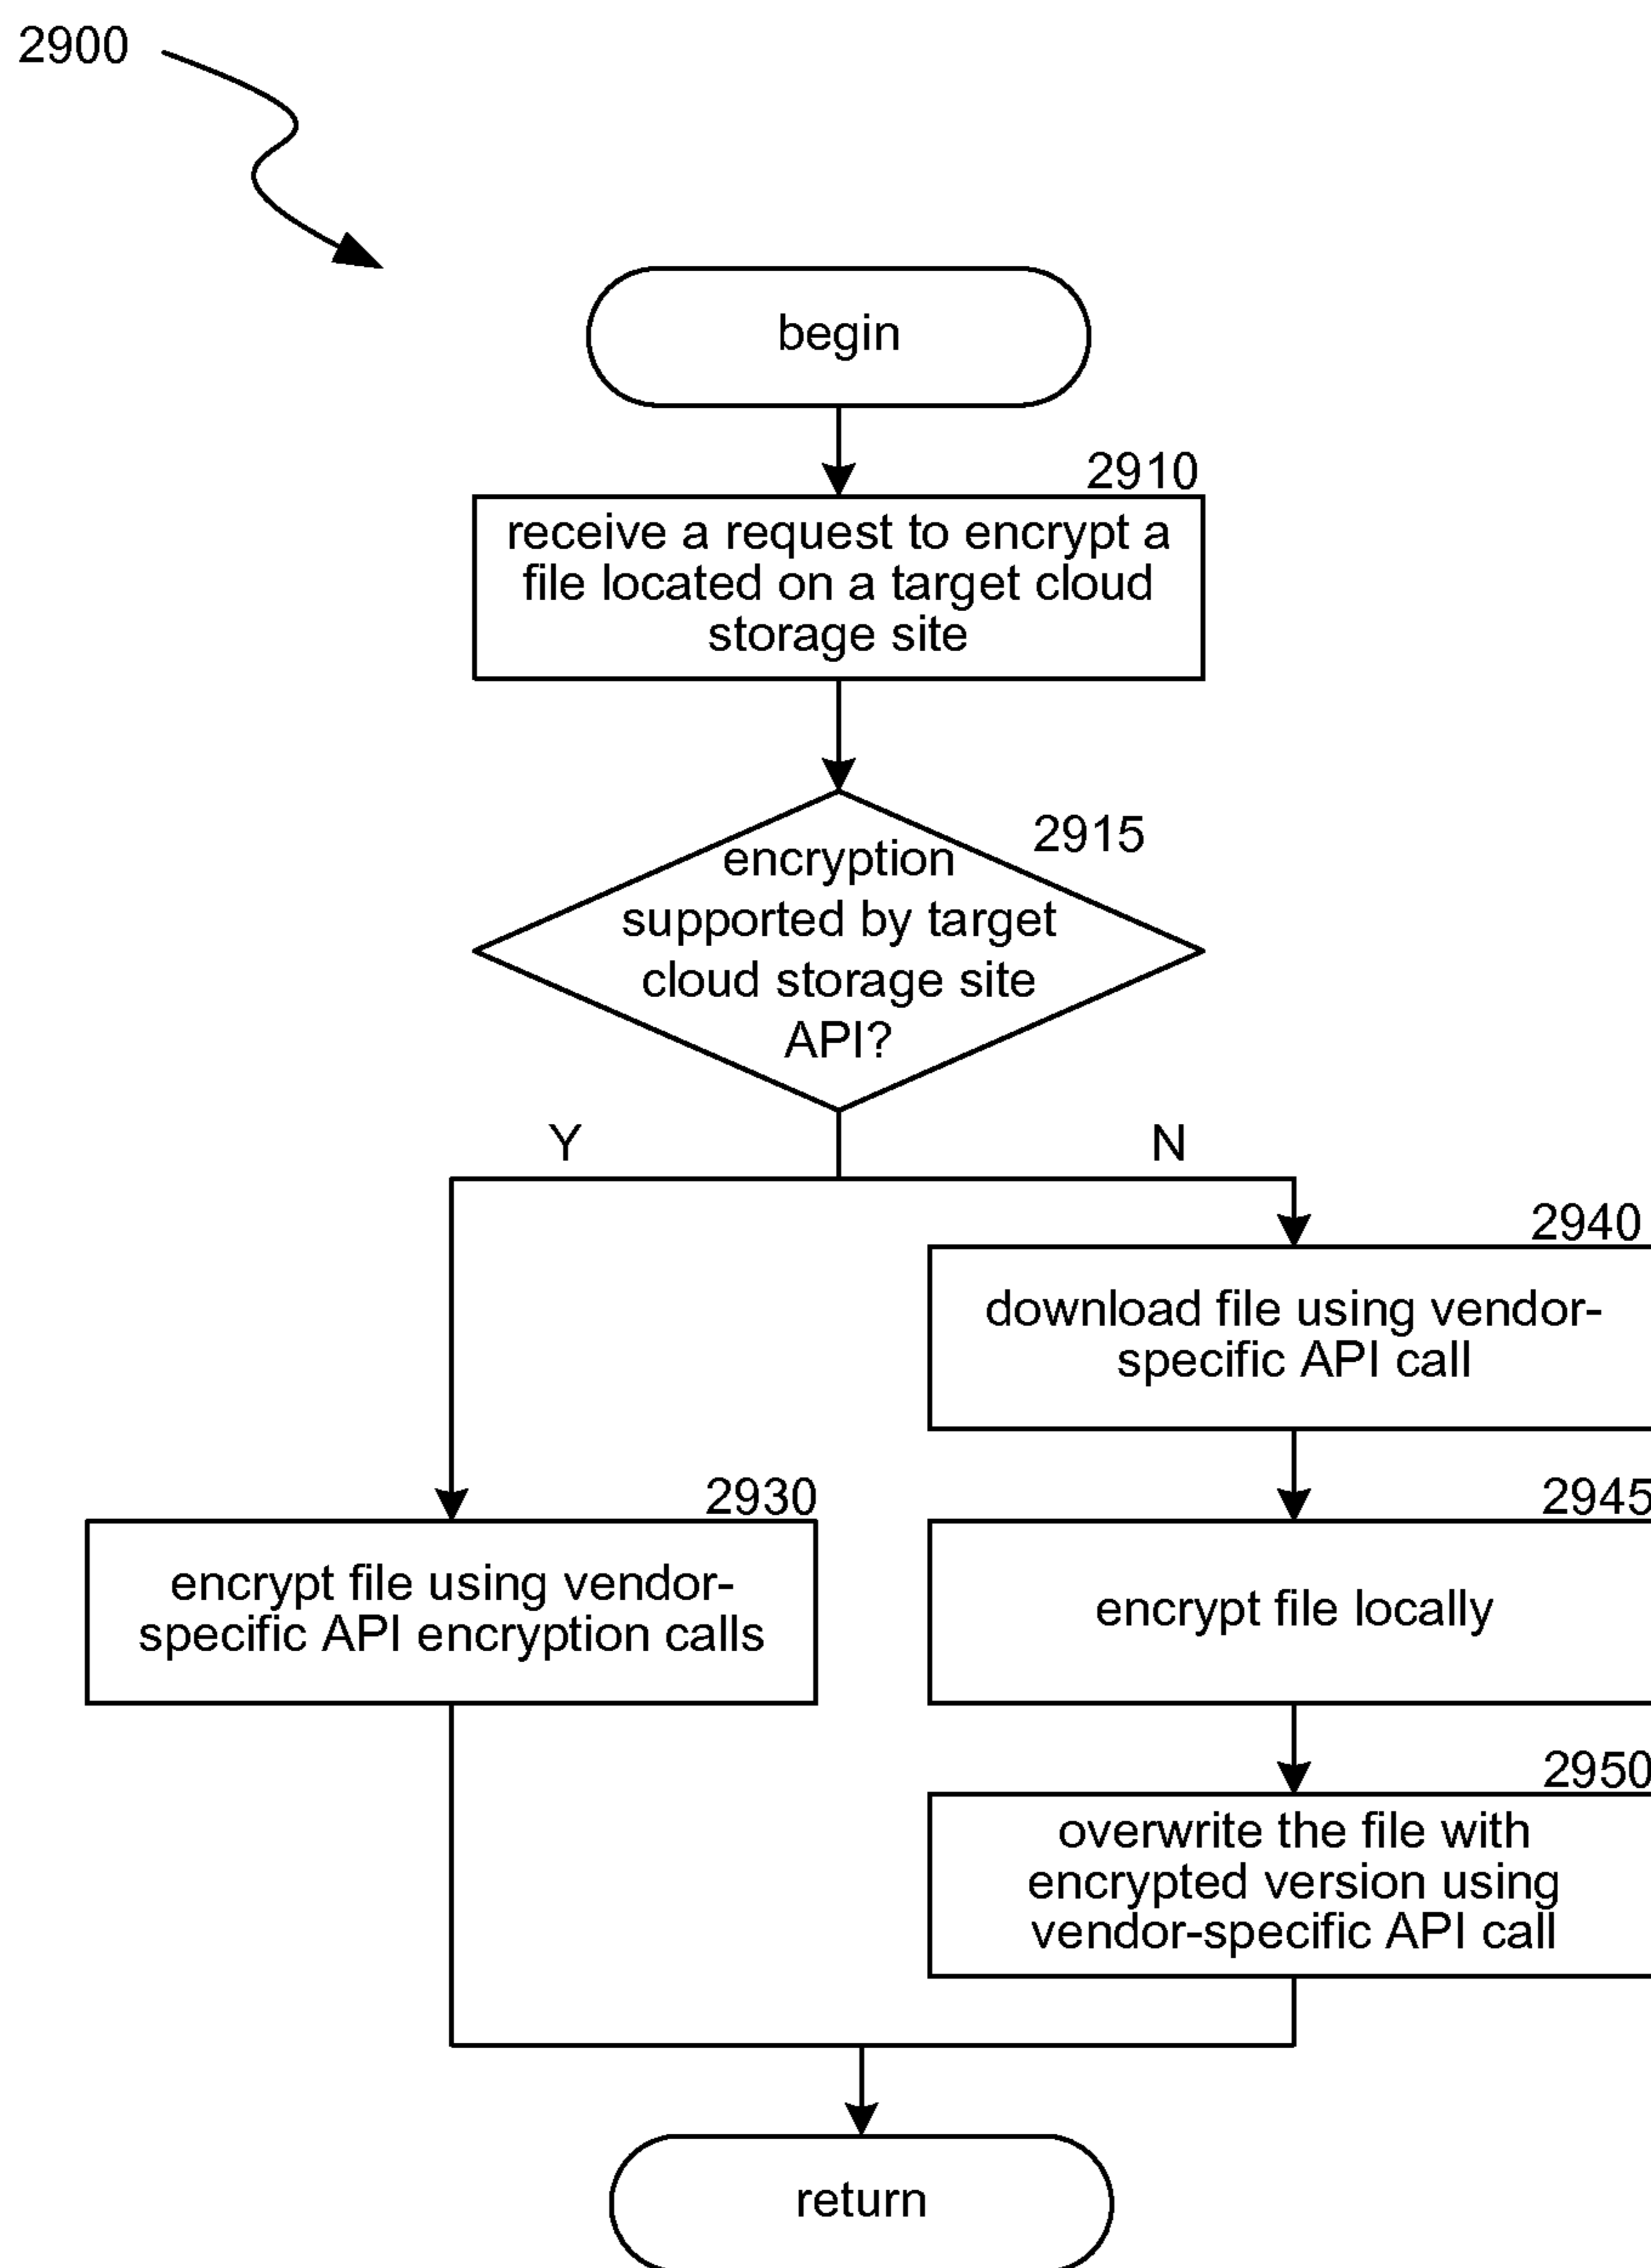 2900
begin
2910
receive a request to encrypt a
file located on a target cloud
storage site
2915
encryption
supported by target
cloud storage site
API?
Y
N
2940
download file using vendor-
specific API call
2930
encrypt file using vendor-
specific API encryption calls
2945
encrypt file locally
2950
overwrite the file with
encrypted version using
vendor-specific API call
return